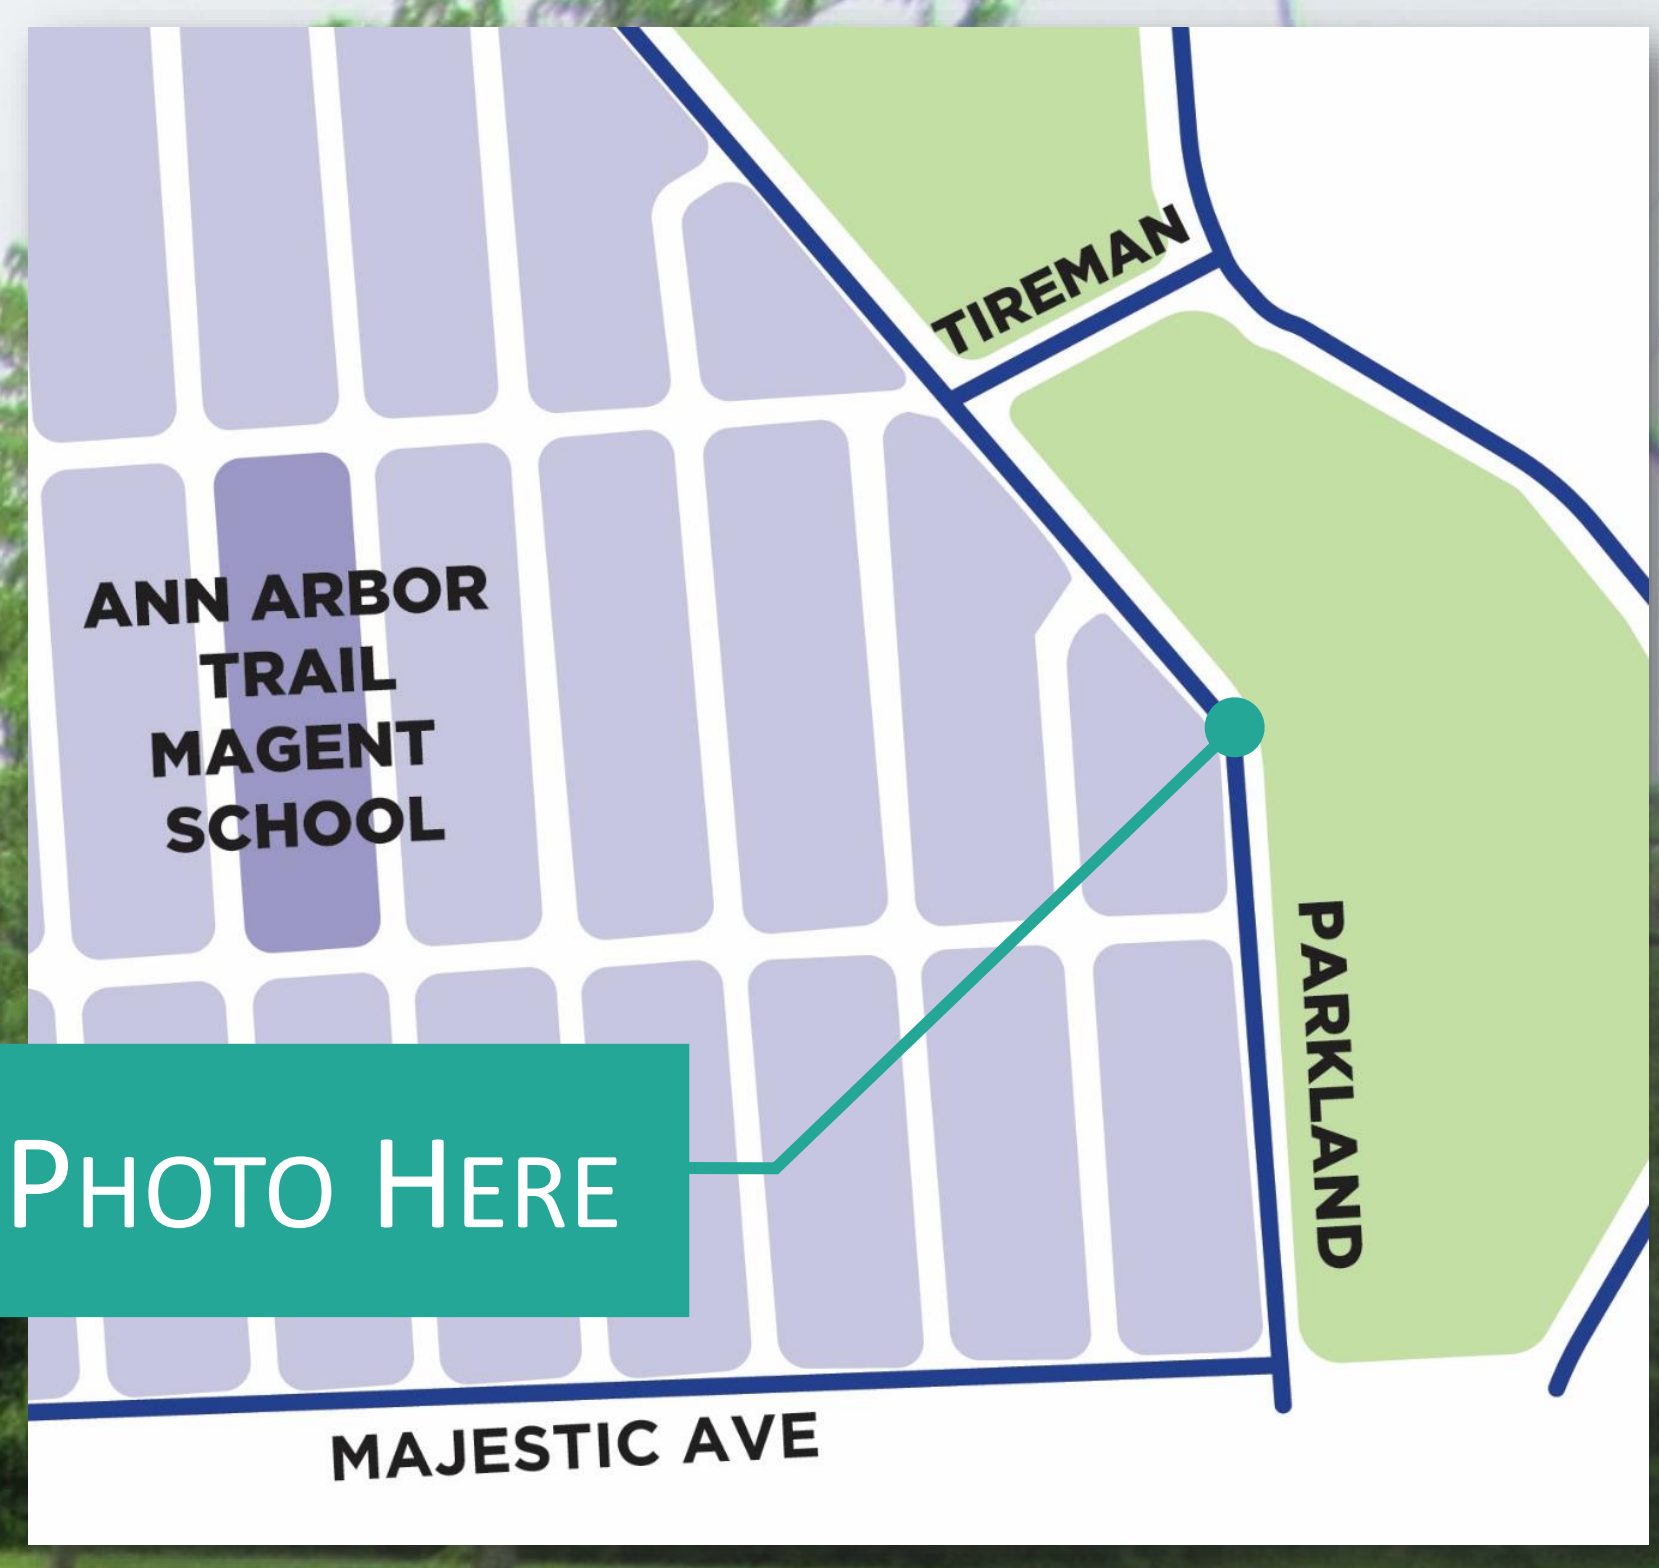 TIREMAN
ANN ARBOR
TRAIL
MAGENT
SCHOOL
PARKLAND
PHOTO HERE
MAJESTIC AVE